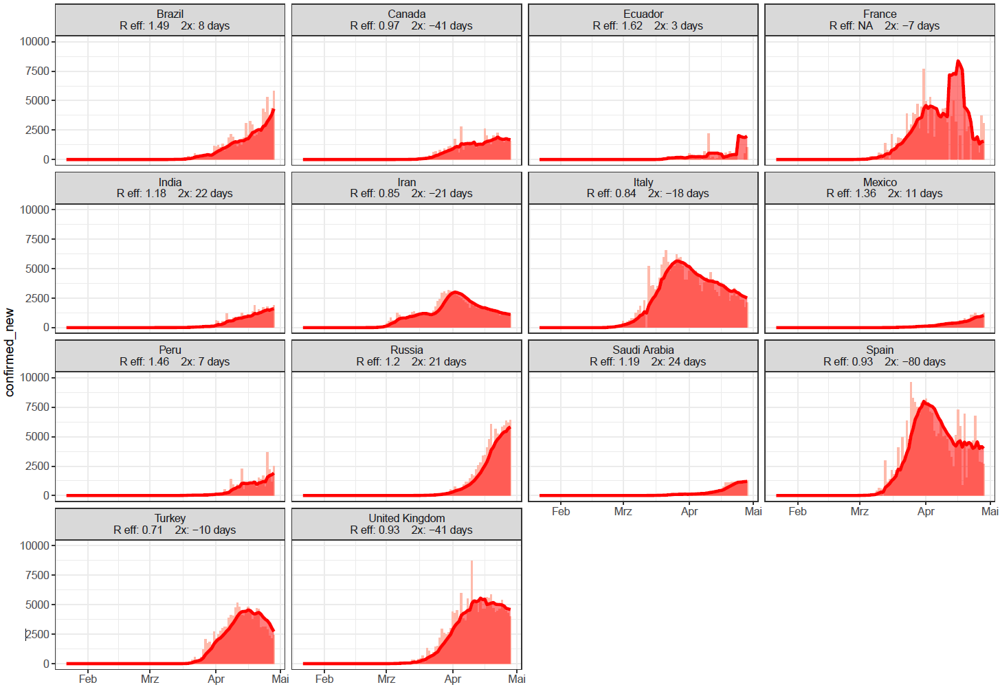 Brazil
R eff: 1.49 2x: 8 days
Canada
R eff: 0.97 2x: −41 days
Ecuador
R eff: 1.62 2x: 3 days
France
R eff: NA 2x: −7 days
10000
7500
5000
2500
0
India
R eff: 1.18 2x: 22 days
Iran
R eff: 0.85 2x: −21 days
Italy
R eff: 0.84 2x: −18 days
Mexico
R eff: 1.36 2x: 11 days
10000
7500
5000
2500
0
confirmed_new
Peru
R eff: 1.46 2x: 7 days
Russia
R eff: 1.2 2x: 21 days
Saudi Arabia
R eff: 1.19 2x: 24 days
Spain
R eff: 0.93 2x: −80 days
10000
7500
5000
2500
0
Feb Mrz Apr Mai
Feb Mrz Apr Mai
Turkey
R eff: 0.71 2x: −10 days
United Kingdom
R eff: 0.93 2x: −41 days
10000
7500
5000
2500
0
Feb Mrz Apr Mai
Feb Mrz Apr Mai